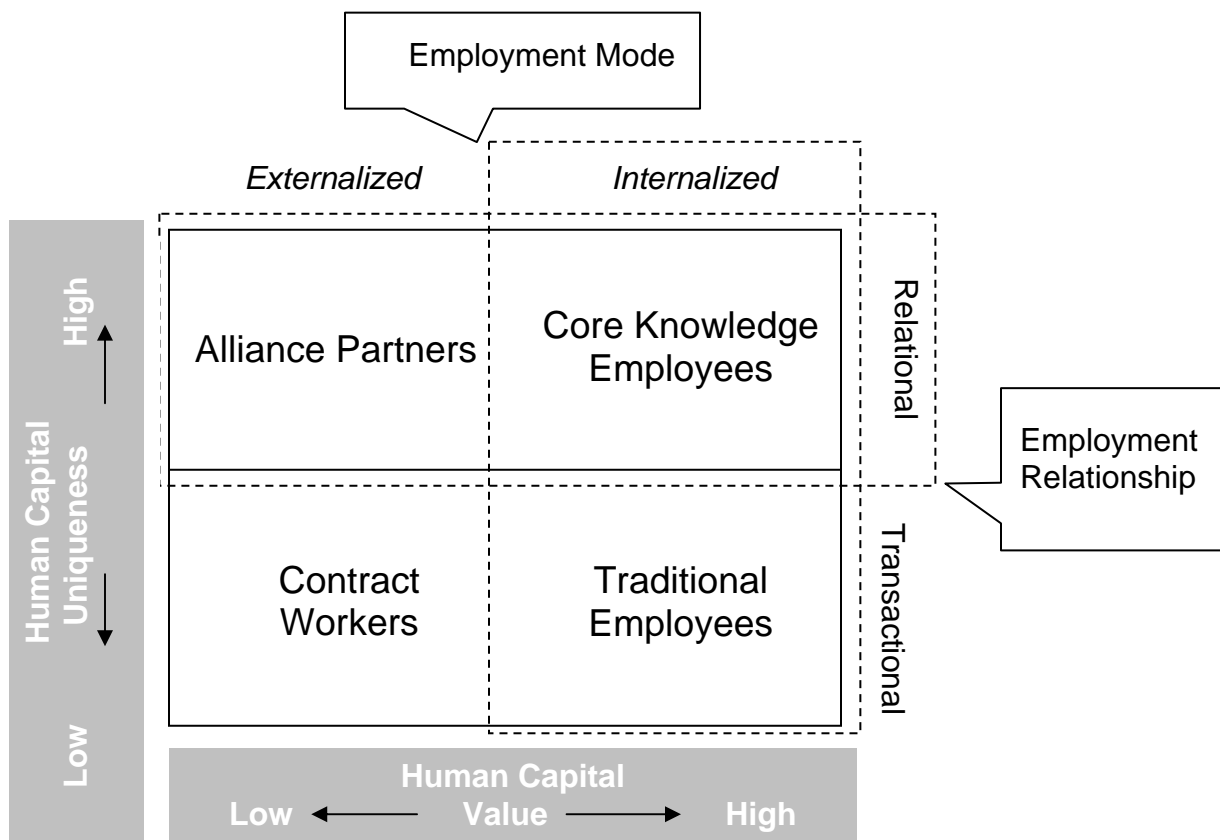 Employment Mode
Externalized
Internalized
High
Human Capital
Uniqueness
Low
Alliance Partners
Core Knowledge
Employees
Relational
Employment
Relationship
Contract
Workers
Traditional
Employees
Transactional
Human Capital
Low
Value
High